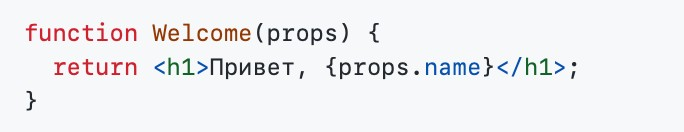 function Welcome(props) {
  return <h1>Привет, {props.name}</h1>;
}